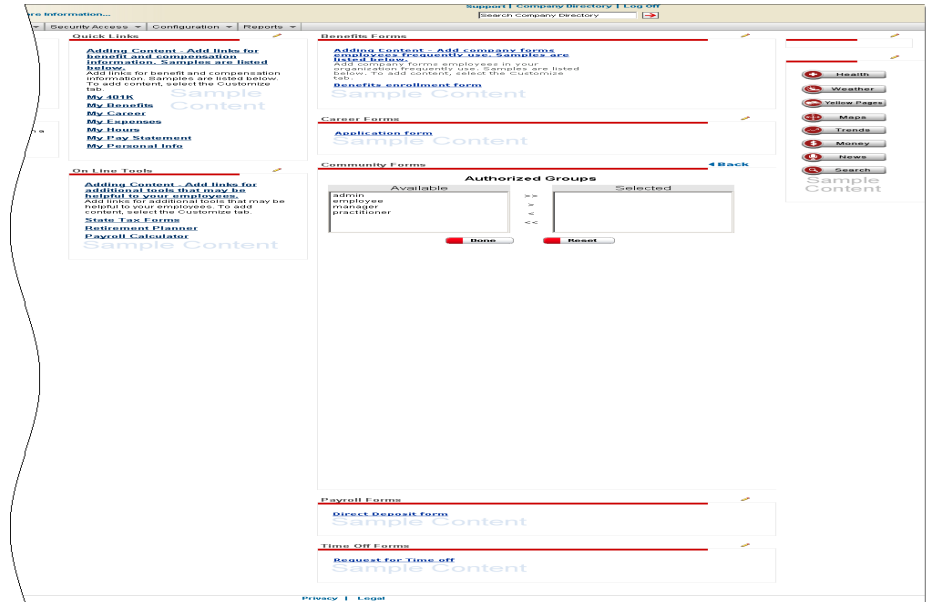 Support | Company Directory | Log Off
re Information...
Search Company Directory
Security Access
Configuration
Reports
Quick Links
Adding Content - Add links for
benefit and compensation
information. Samples are listed
below.
Add links for benefit and compensation
information. Samples are listed below.
To add content, select the Customize
tab.
Sample
Content
My 401K
My Benefits
My Career
My Expenses
My Hours
My Pay Statement
My Personal Info
On Line Tools
Adding Content - Add links for
additional tools that may be
helpful to your employees.
Add links for additional tools that may be
helpful to your employees. To add
content, select the Customize tab.
State Tax Forms
Retirement Planner
Payroll Calculator
Sample Content
Benefits Forms
Adding Content - Add company forms
employees frequently use. Samples are
listed below.
Add company forms employees in your
organization frequently use. Samples are listed
below. To add content, select the Customize
tab.
Benefits enrollment form
Sample Content
Career Forms
Application form
Sample Content
Community Forms
Back
Authorized Groups
Available
Selected
admin
employee
manager
practitioner
>>
>
<
<<
Done
Reset
Payroll Forms
Direct Deposit form
Sample Content
Time Off Forms
Request for Time off
Sample Content
Health
Weather
Yellow Pages
Maps
Trends
Money
News
Search
Sample
Content
Privacy | Legal